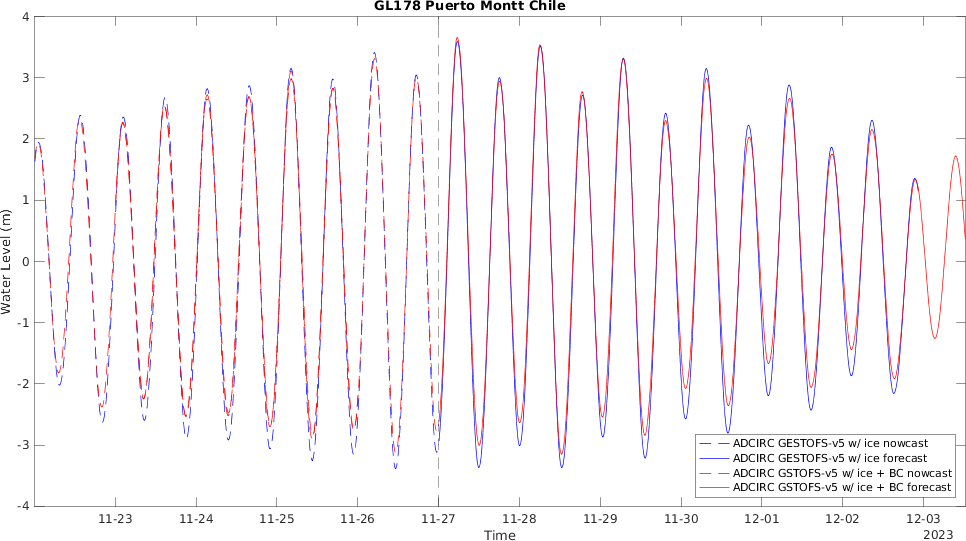 GL178 Puerto Montt Chile
4
3
2
1
0
-1
-2
-3
-4
Water Level (m)
ADCIRC GESTOFS-v5 w/ ice nowcast
ADCIRC GESTOFS-v5 w/ ice forecast
ADCIRC GSTOFS-v5 w/ ice + BC nowcast
ADCIRC GSTOFS-v5 w/ ice + BC forecast
11-23 11-24 11-25 11-26 11-27 11-28 11-29 11-30 12-01 12-02 12-03
Time
2023